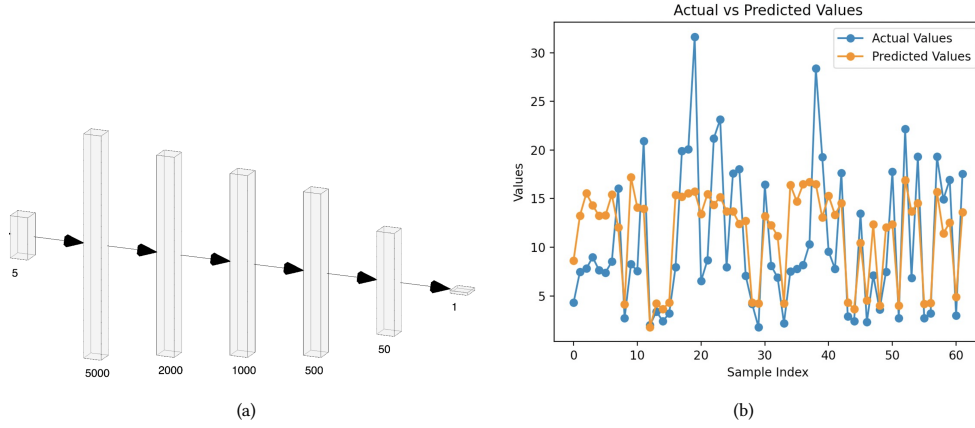 5
5000
2000
1000
500
50
1
(a)
Actual vs Predicted Values
Actual Values
Predicted Values
Values
30
25
20
15
10
5
0 10 20 30 40 50 60
Sample Index
(b)